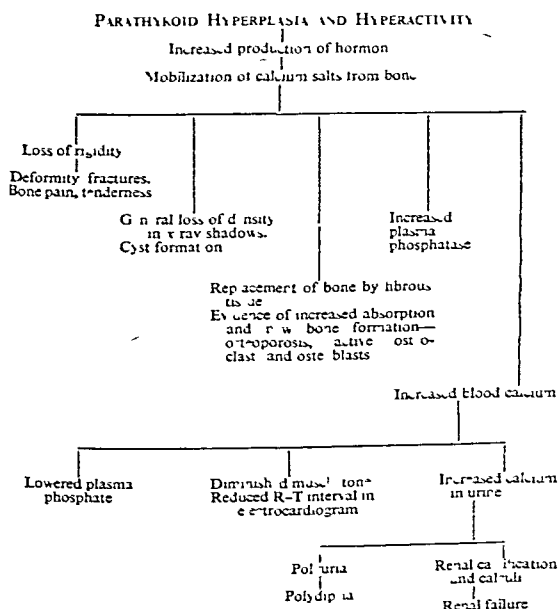 PARATHYROID HYPERPLASIA AND HYPERACTIVITY
Increased production of hormon
Mobilization of calcium salts from bone
Loss of rigidity
Deformity fractures.
Bone pain, tenderness
General loss of density
in x ray shadows.
Cyst formation
Increased
plasma
phosphatase
Replacement of bone by fibrous
tissue
Evidence of increased absorption
and new bone formation—
osteoporosis, active osteo-
clasts and osteoblasts
Increased blood calcium
Lowered plasma
phosphate
Diminished muscle tone
Reduced R-T interval in
electrocardiogram
Increased calcium
in urine
Polyuria
Polydipsia
Renal calcification
and calculi
Renal failure